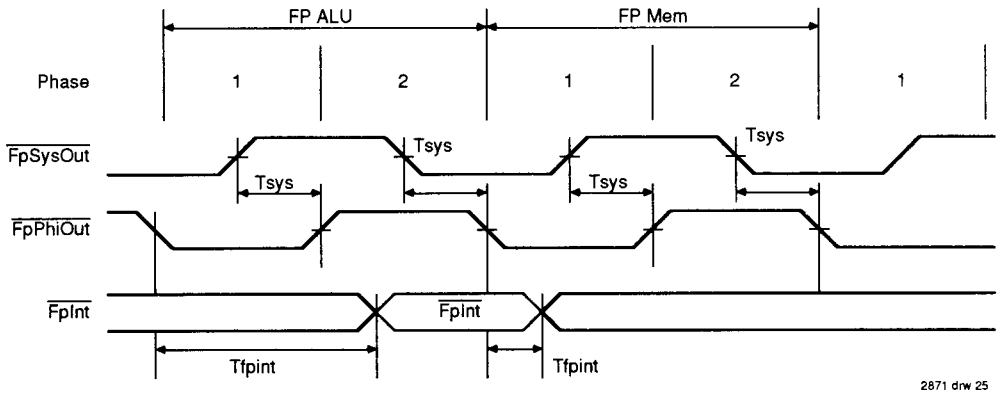 FP ALU FP Mem
Phase 1 2 1 2 1
Tsys Tsys
FpSysOut
Tsys Tsys
FpPhiOut
FpInt FpInt
Tfpint Tfpint
2871 drw 25